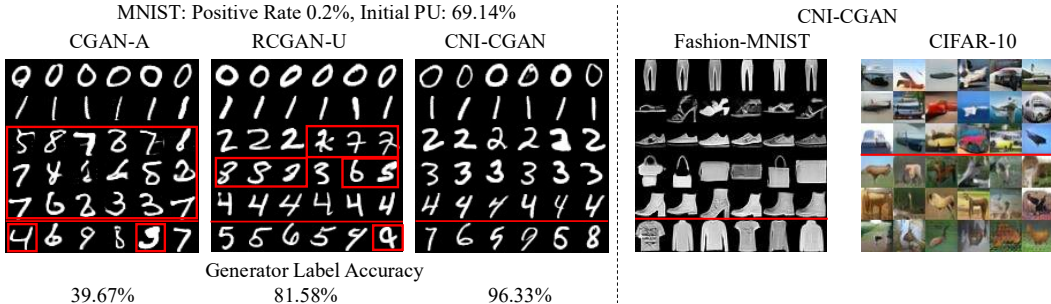 MNIST: Positive Rate 0.2%, Initial PU: 69.14%
CGAN-A
RCGAN-U
CNI-CGAN
Generator Label Accuracy
39.67%
81.58%
96.33%
CNI-CGAN
Fashion-MNIST
CIFAR-10